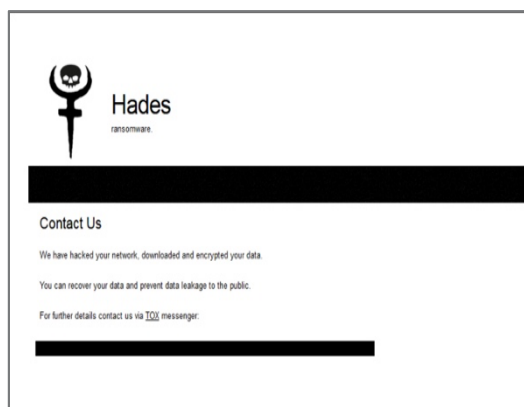 Hades
ransomware.
Contact Us
We have hacked your network, downloaded and encrypted your data.
You can recover your data and prevent data leakage to the public.
For further details contact us via TOX messenger: